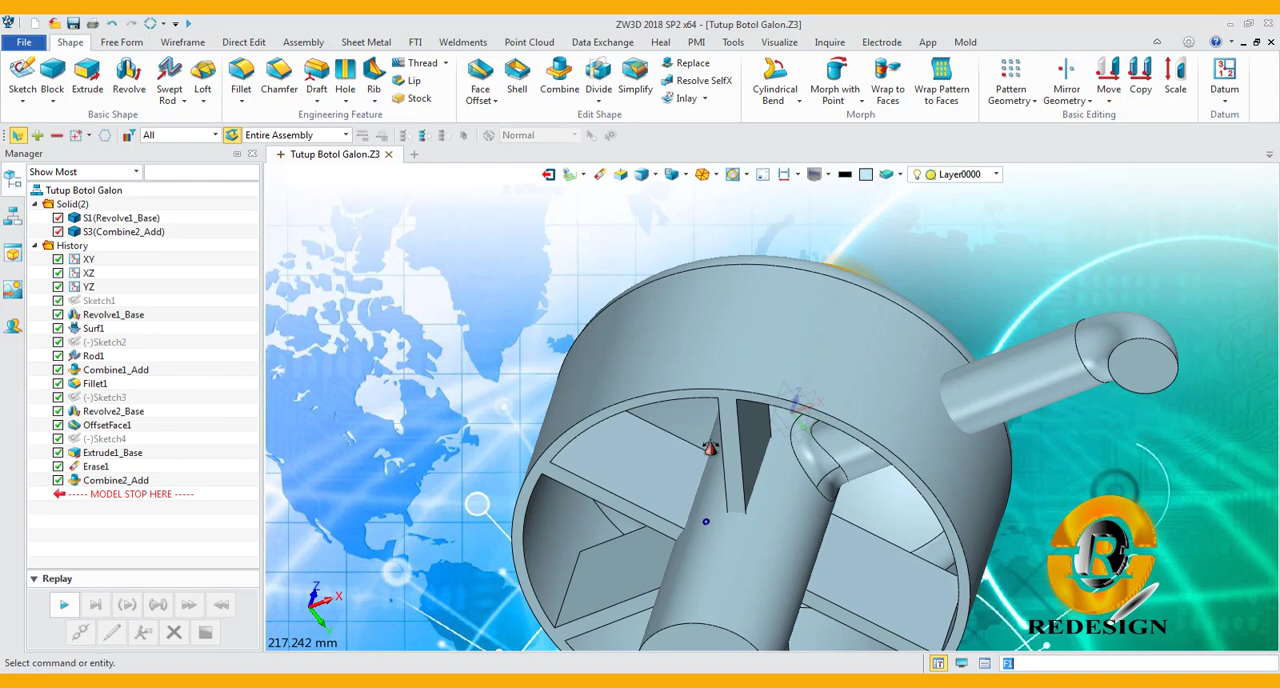 ZW3D 2018 SP2 x64 - [Tutup Botol Galon.Z3]
File Shape Free Form Wireframe Direct Edit Assembly Sheet Metal FTI Weldments Point Cloud Data Exchange Heal PMI Tools Visualize Inquire Electrode App Mold
Sketch Block Extrude Revolve Swept Rod Loft
Basic Shape
Fillet Chamfer Draft Hole Rib Thread Lip Stock
Engineering Feature
Face Offset Shell Combine Divide Simplify Replace Resolve SelfX Inlay
Edit Shape
Cylindrical Bend Morph with Point Wrap to Faces Wrap Pattern to Faces
Morph
Pattern Geometry Mirror Geometry Move Copy Scale
Basic Editing
Datum
Datum
All Entire Assembly Normal
Manager
Tutup Botol Galon.Z3
Show Most
Layer0000
Tutup Botol Galon
Solid(2)
S1(Revolve1_Base)
S3(Combine2_Add)
History
XY
XZ
YZ
Sketch1
Revolve1_Base
Surf1
(-)Sketch2
Rod1
Combine1_Add
Fillet1
(-)Sketch3
Revolve2_Base
OffsetFace1
(-)Sketch4
Extrude1_Base
Erase1
Combine2_Add
----- MODEL STOP HERE -----
Replay
Z
X
Y
217.242 mm
R
REDESIGN
Select command or entity.